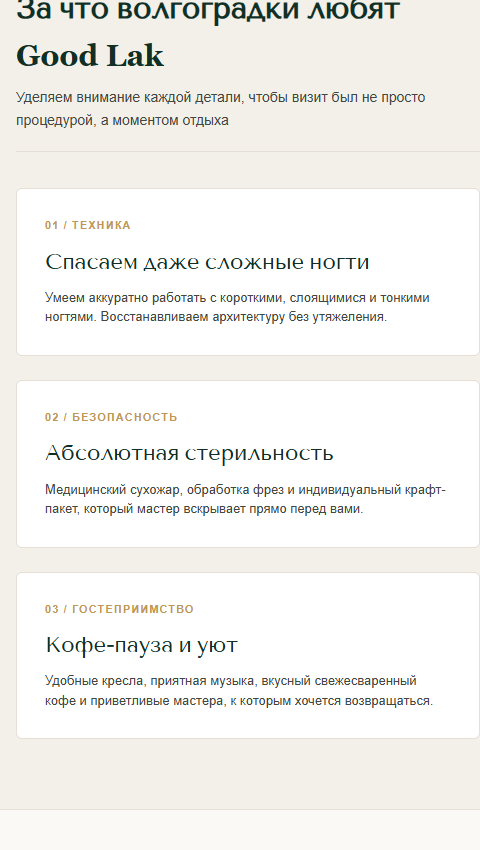 За что волгоградки любят
Good Lak
Уделяем внимание каждой детали, чтобы визит был не просто
процедурой, а моментом отдыха
01 / ТЕХНИКА
Спасаем даже сложные ногти
Умеем аккуратно работать с короткими, слоящимися и тонкими
ногтями. Восстанавливаем архитектуру без утяжеления.
02 / БЕЗОПАСНОСТЬ
Абсолютная стерильность
Медицинский сухожар, обработка фрез и индивидуальный крафт-
пакет, который мастер вскрывает прямо перед вами.
03 / ГОСТЕПРИИМСТВО
Кофе-пауза и уют
Удобные кресла, приятная музыка, вкусный свежесваренный
кофе и приветливые мастера, к которым хочется возвращаться.